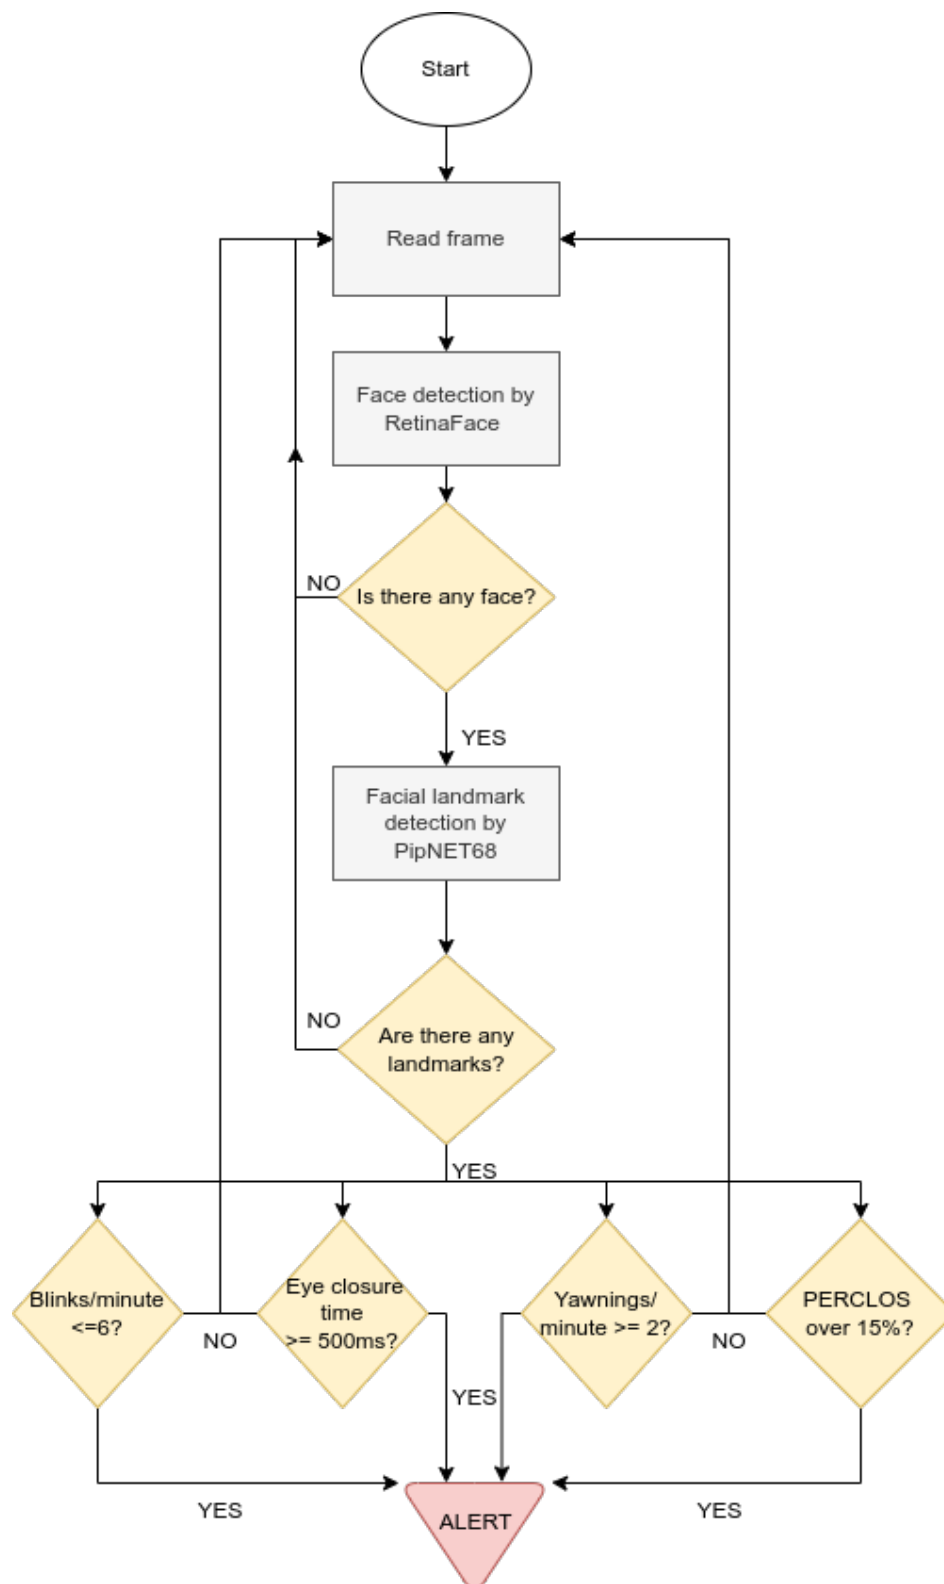 Start
Read frame
Face detection by
RetinaFace
NO
Is there any face?
YES
Facial landmark
detection by
PipNET68
NO
Are there any
landmarks?
YES
Blinks/minute
<=6?
NO
Eye closure
time
>= 500ms?
YES
Yawnings/
minute >= 2?
NO
PERCLOS
over 15%?
YES
ALERT
YES